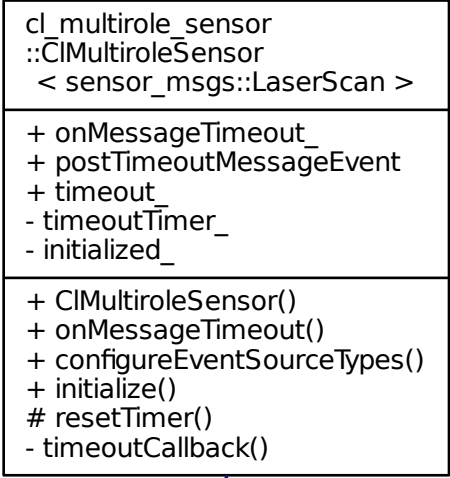 cl_multirole_sensor
::ClMultiroleSensor
< sensor_msgs::LaserScan >
+ onMessageTimeout_
+ postTimeoutMessageEvent
+ timeout_
- timeoutTimer_
- initialized_
+ ClMultiroleSensor()
+ onMessageTimeout()
+ configureEventSourceTypes()
+ initialize()
# resetTimer()
- timeoutCallback()